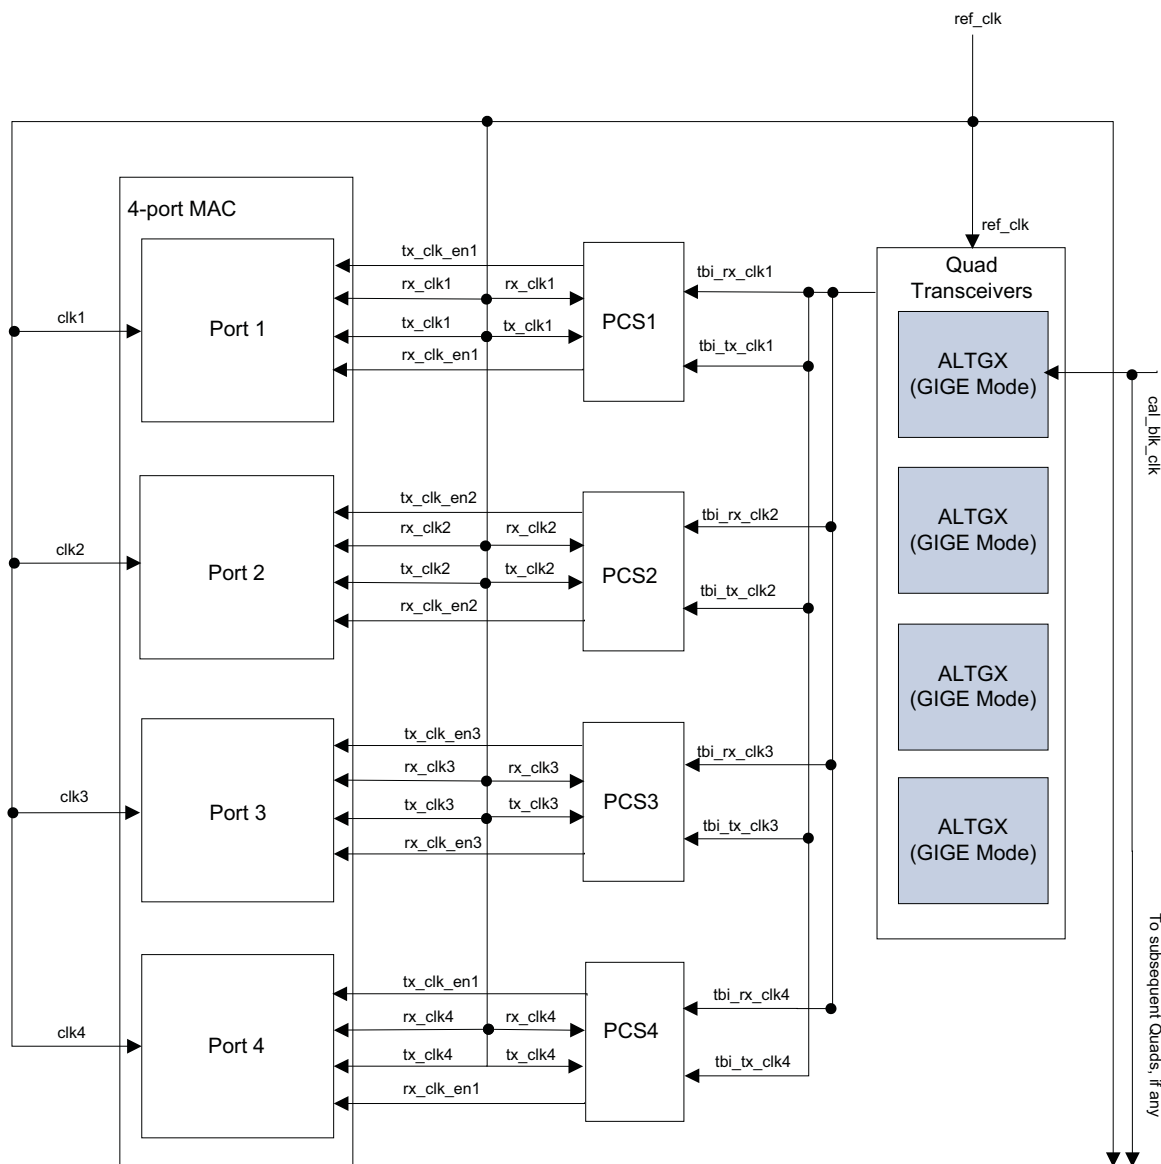 ref_clk
4-port MAC
ref_clk
Quad
Transceivers
tx_clk_en1
rx_clk1
rx_clk1
tx_clk1
tx_clk1
rx_clk_en1
clk1
Port 1
PCS1
tbi_rx_clk1
tbi_tx_clk1
ALTGX
(GIGE Mode)
cal_blk_clk
tx_clk_en2
rx_clk2
rx_clk2
tx_clk2
tx_clk2
rx_clk_en2
clk2
Port 2
PCS2
tbi_rx_clk2
tbi_tx_clk2
ALTGX
(GIGE Mode)
tx_clk_en3
rx_clk3
rx_clk3
tx_clk3
tx_clk3
rx_clk_en3
clk3
Port 3
PCS3
tbi_rx_clk3
tbi_tx_clk3
ALTGX
(GIGE Mode)
ALTGX
(GIGE Mode)
tx_clk_en1
rx_clk4
rx_clk4
tx_clk4
tx_clk4
rx_clk_en1
clk4
Port 4
PCS4
tbi_rx_clk4
tbi_tx_clk4
To subsequent Quads, if any